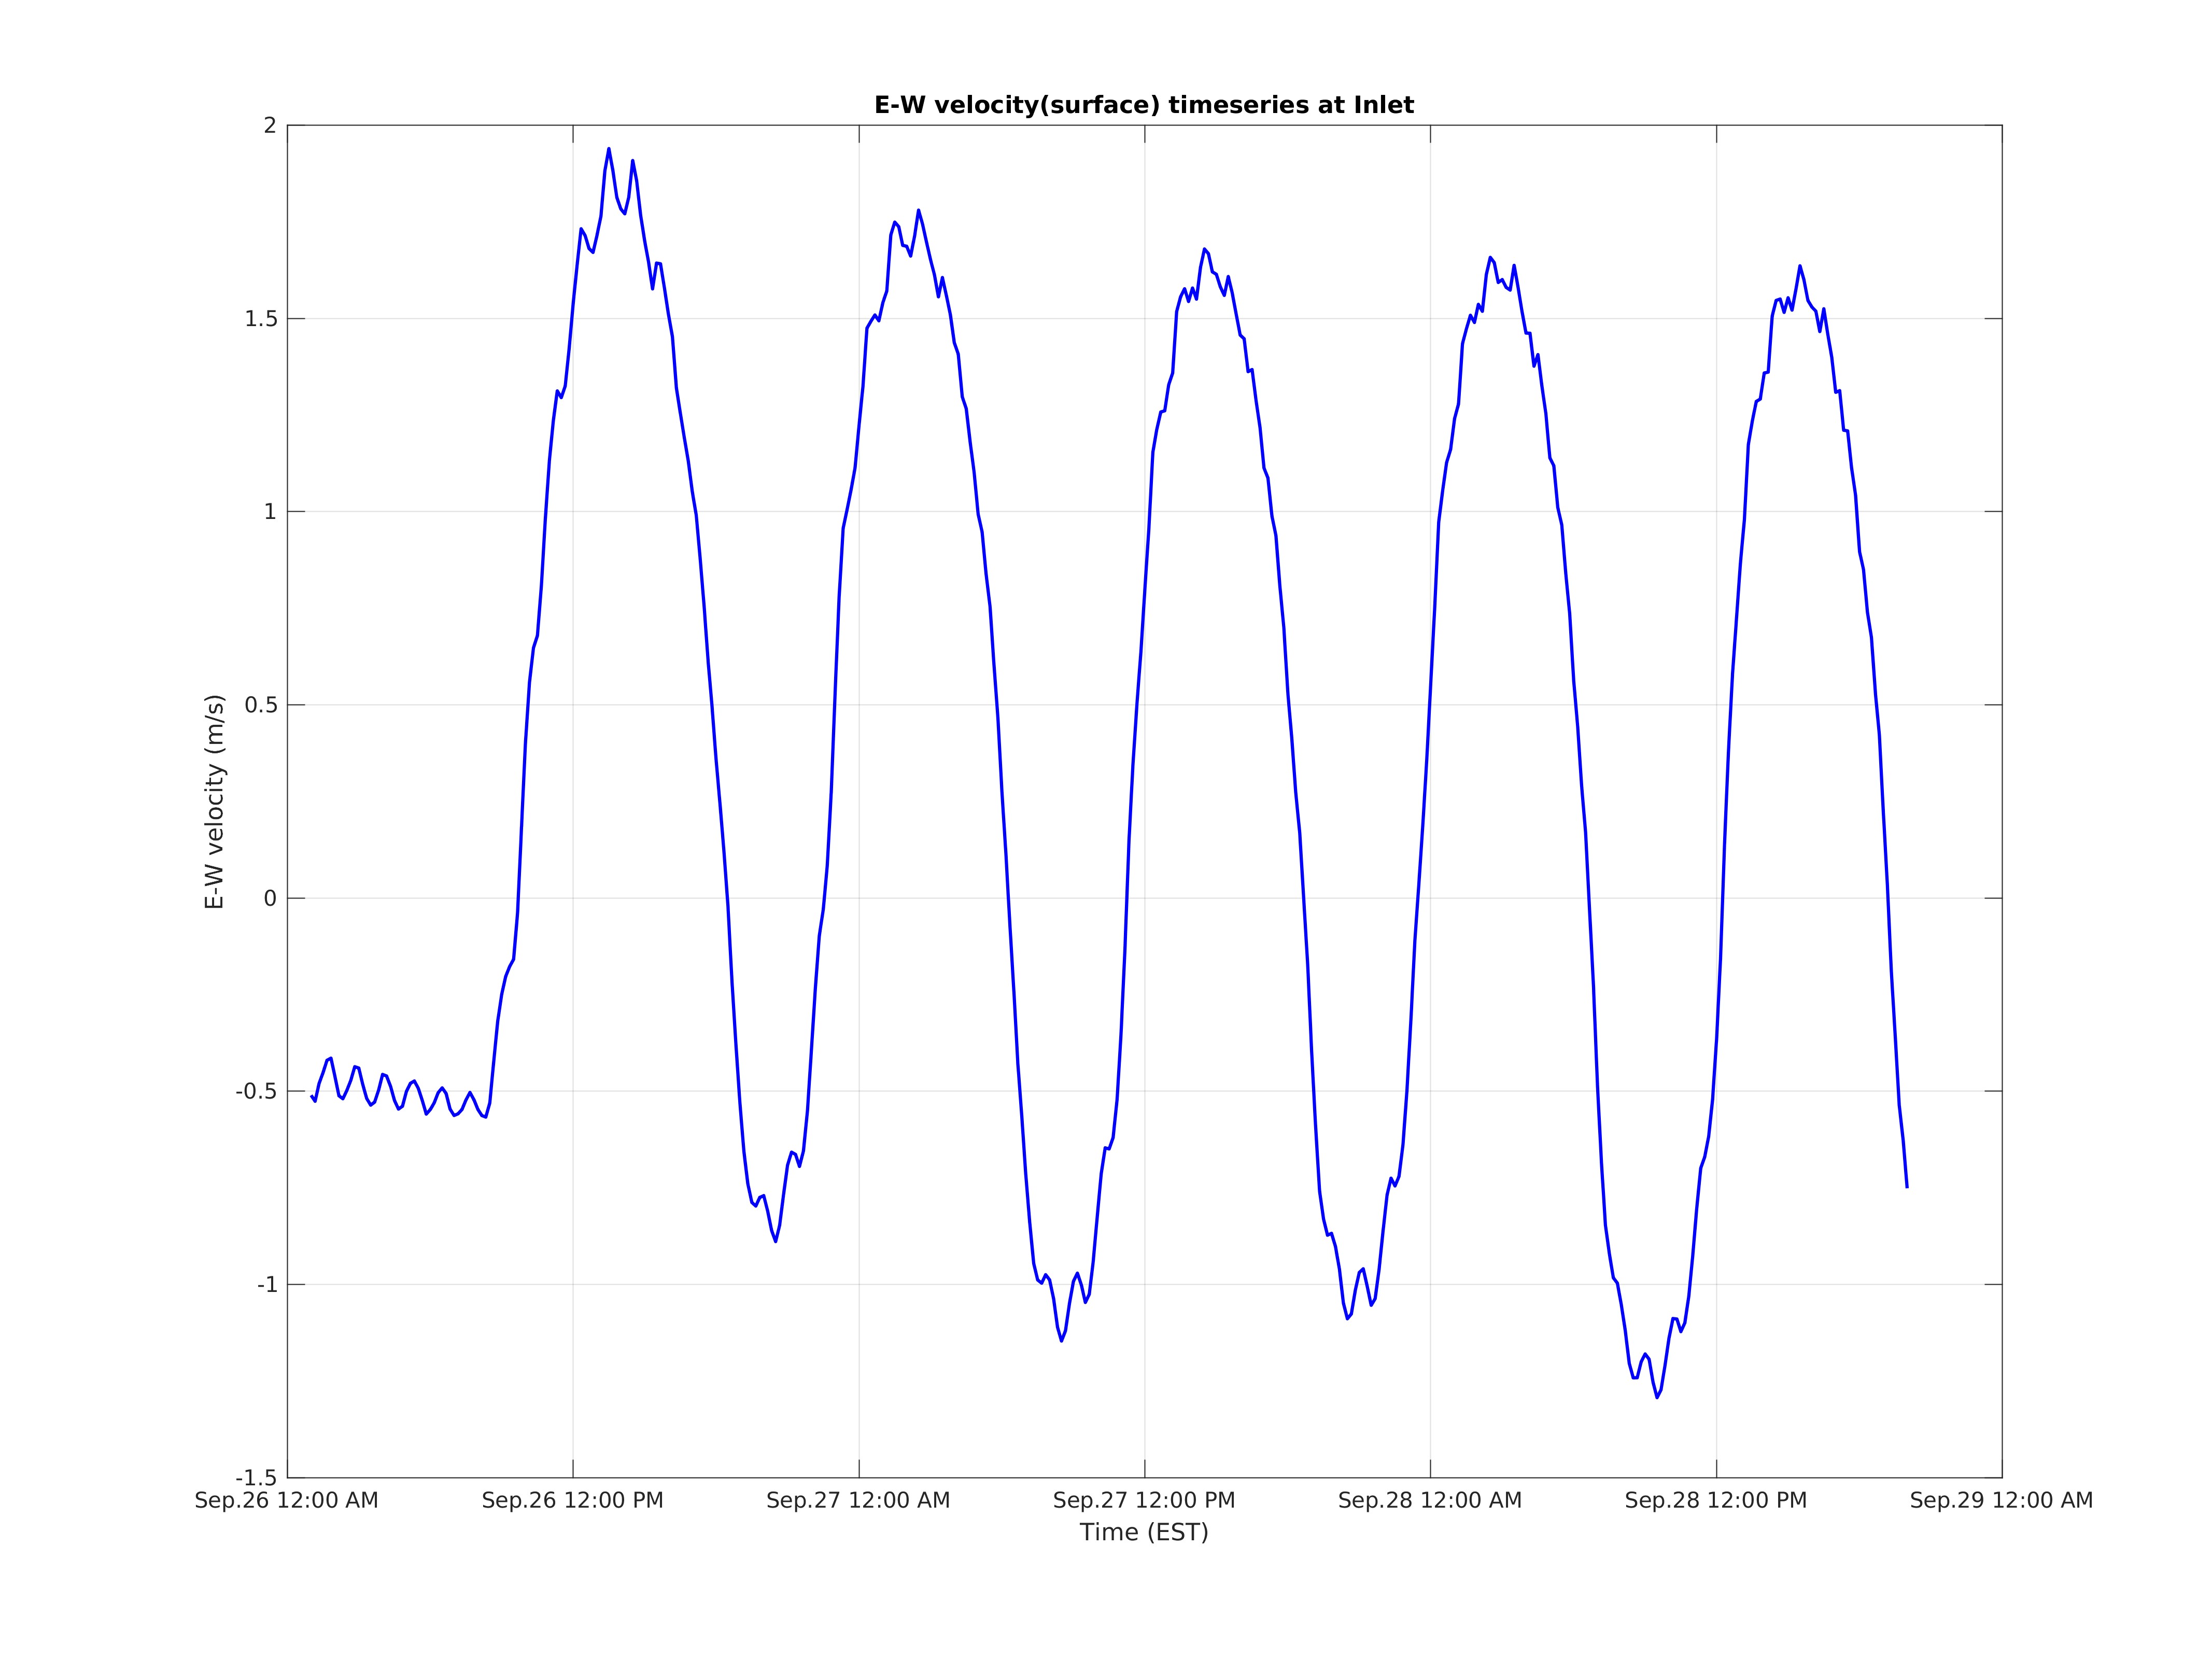 E-W velocity(surface) timeseries at Inlet
2
1.5
1
0.5
0
-0.5
-1
-1.5
E-W velocity (m/s)
Sep.26 12:00 AM Sep.26 12:00 PM Sep.27 12:00 AM Sep.27 12:00 PM Sep.28 12:00 AM Sep.28 12:00 PM Sep.29 12:00 AM
Time (EST)